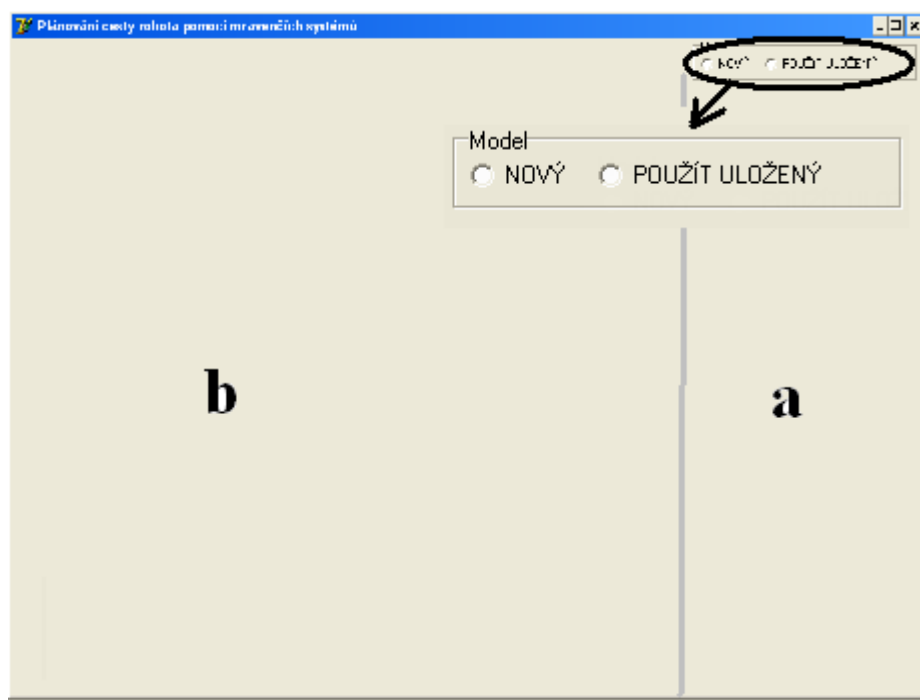 Plánování cesty robota pomocí mravenčích systémů
NOVÝ POUŽÍT ULOŽENÝ
Model
NOVÝ POUŽÍT ULOŽENÝ
b
a